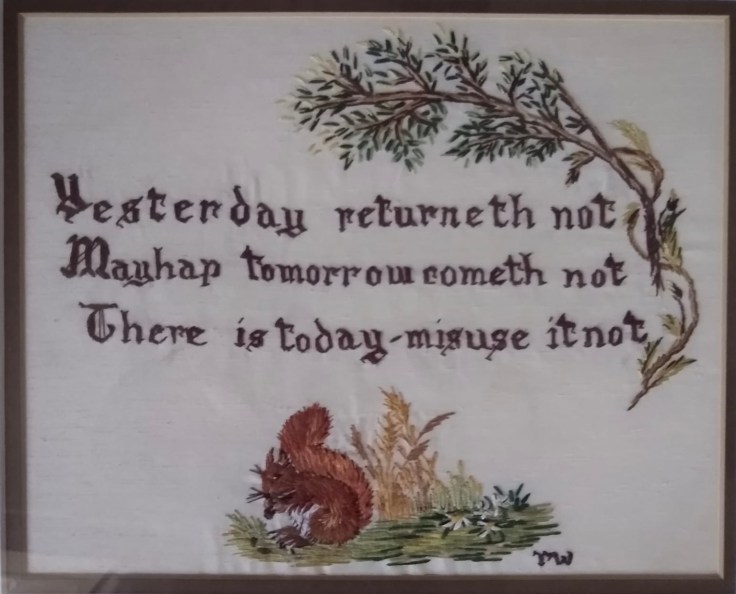 Yesterday returneth not
Mayhap tomorrow cometh not
There is today-misuse it not
MW